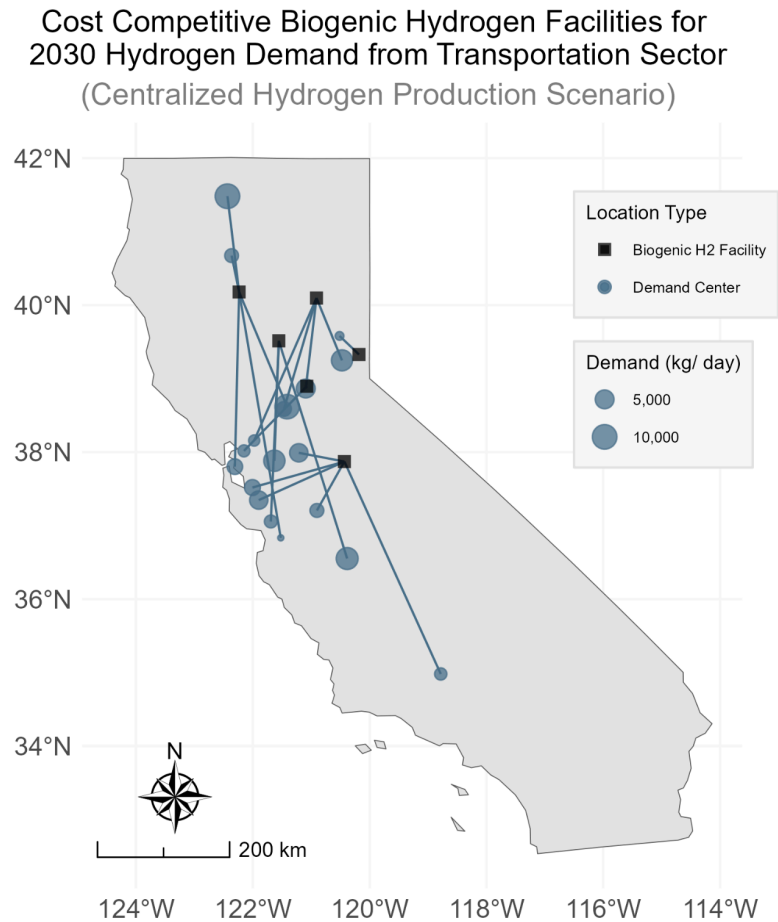 Cost Competitive Biogenic Hydrogen Facilities for
2030 Hydrogen Demand from Transportation Sector
(Centralized Hydrogen Production Scenario)
42°N
40°N
38°N
36°N
34°N
Location Type
Biogenic H2 Facility
Demand Center
Demand (kg/ day)
5,000
10,000
N
200 km
124°W 122°W 120°W 118°W 116°W 114°W